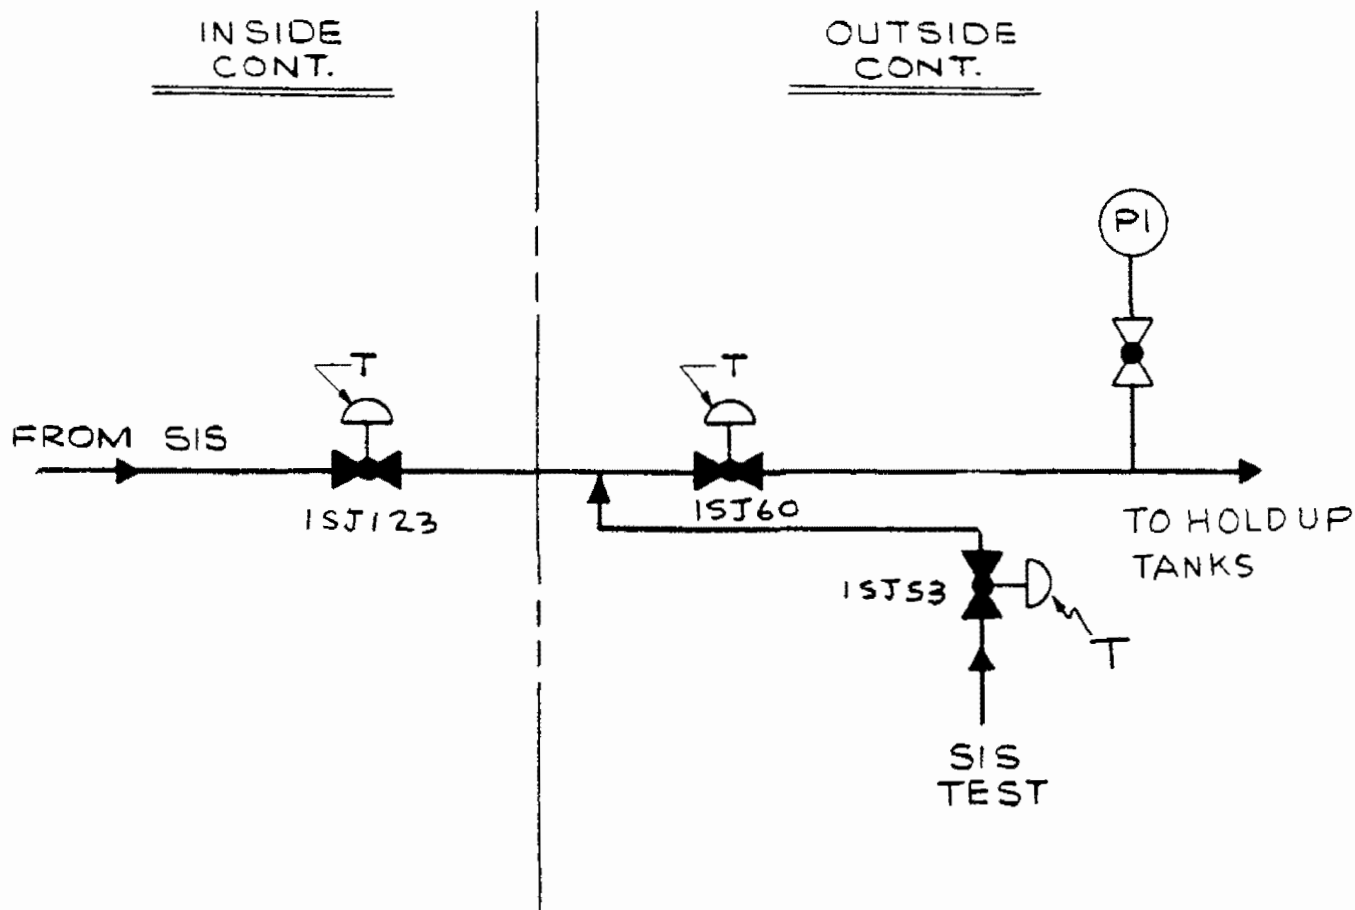 INSIDE
CONT.
OUTSIDE
CONT.
PI
T
T
FROM SIS
1SJ123
1SJ60
TO HOLDUP
TANKS
1SJ53
T
SIS
TEST